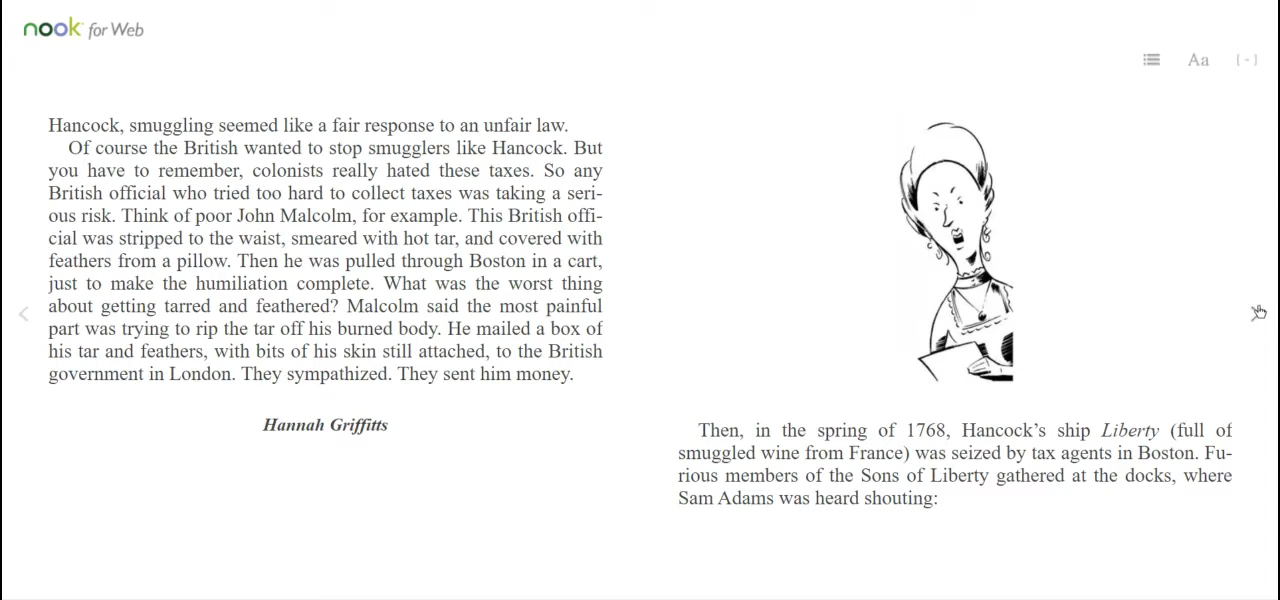 nook for Web
Aa
Hancock, smuggling seemed like a fair response to an unfair law.
Of course the British wanted to stop smugglers like Hancock. But
you have to remember, colonists really hated these taxes. So any
British official who tried too hard to collect taxes was taking a seri-
ous risk. Think of poor John Malcolm, for example. This British offi-
cial was stripped to the waist, smeared with hot tar, and covered with
feathers from a pillow. Then he was pulled through Boston in a cart,
just to make the humiliation complete. What was the worst thing
about getting tarred and feathered? Malcolm said the most painful
part was trying to rip the tar off his burned body. He mailed a box of
his tar and feathers, with bits of his skin still attached, to the British
government in London. They sympathized. They sent him money.
Hannah Griffitts
Then, in the spring of 1768, Hancock’s ship Liberty (full of
smuggled wine from France) was seized by tax agents in Boston. Fu-
rious members of the Sons of Liberty gathered at the docks, where
Sam Adams was heard shouting: